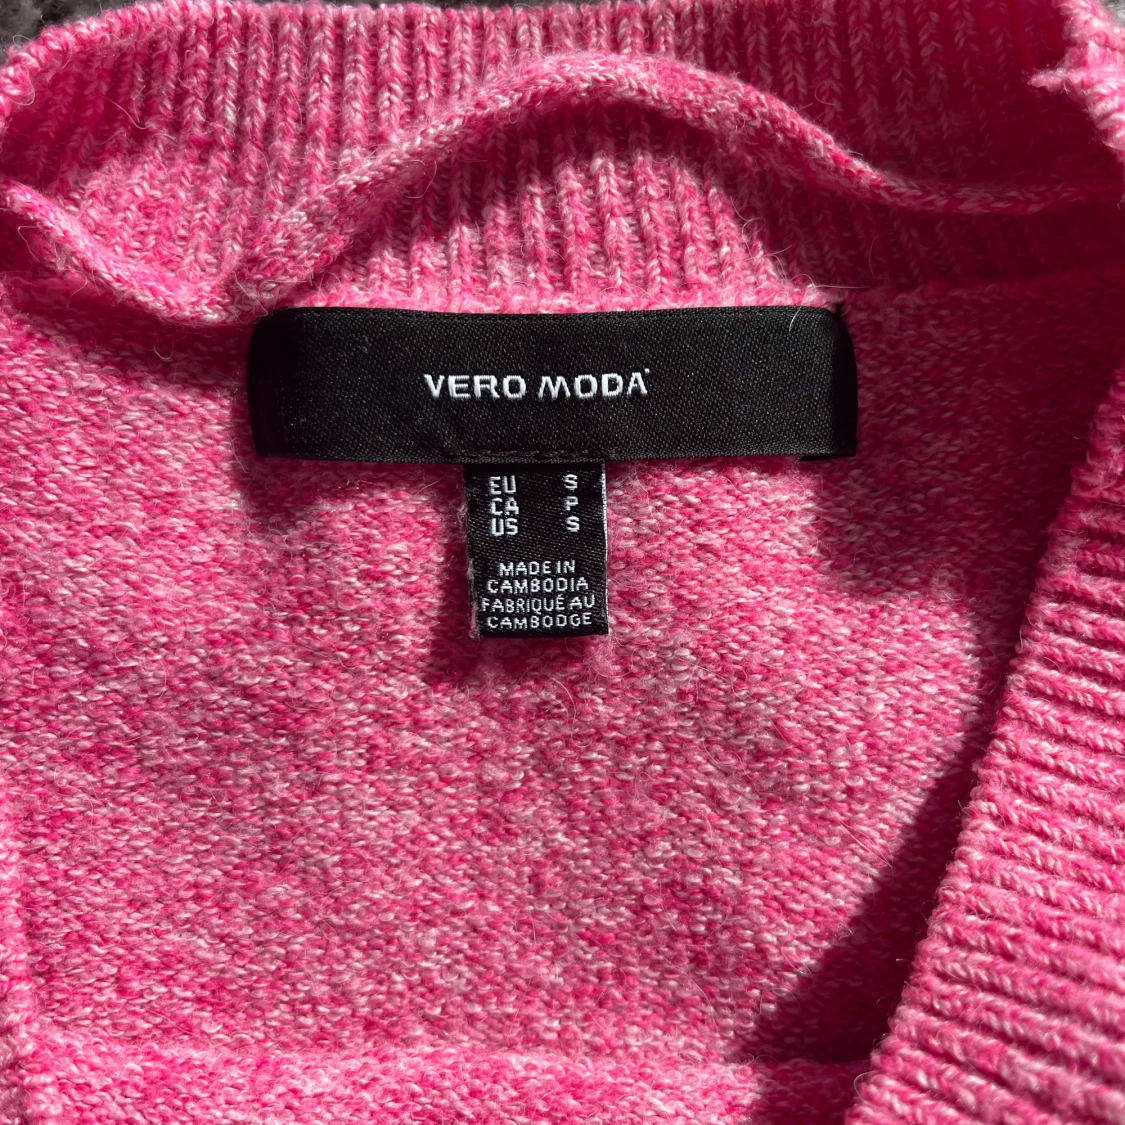 VERO MODA
EU S
CA P
US S
MADE IN
CAMBODIA
FABRIQUÉ AU
CAMBODGE